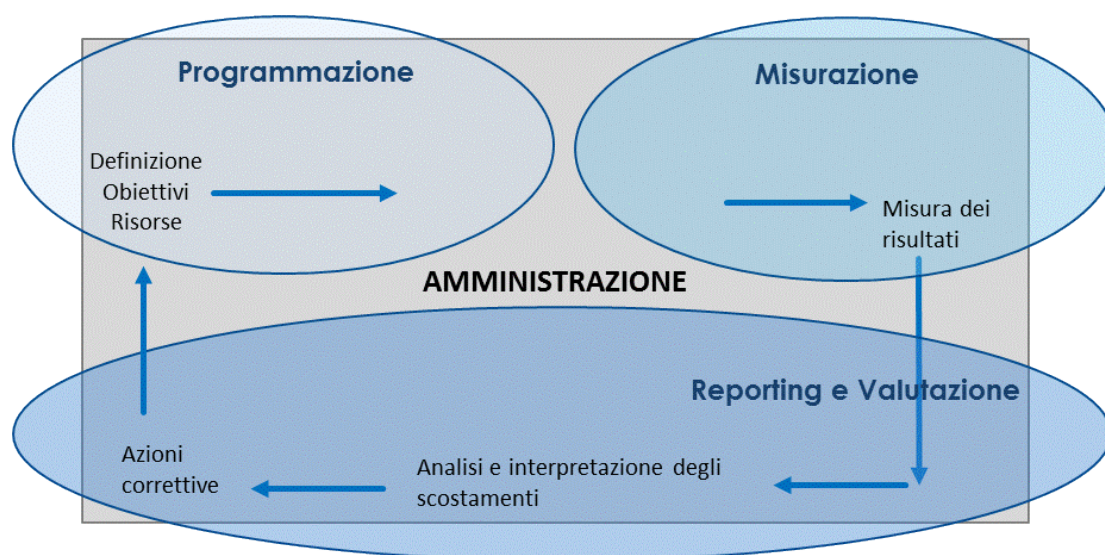 Programmazione
Misurazione
Definizione
Obiettivi
Risorse
Misura dei
risultati
AMMINISTRAZIONE
Reporting e Valutazione
Azioni
correttive
Analisi e interpretazione degli
scostamenti